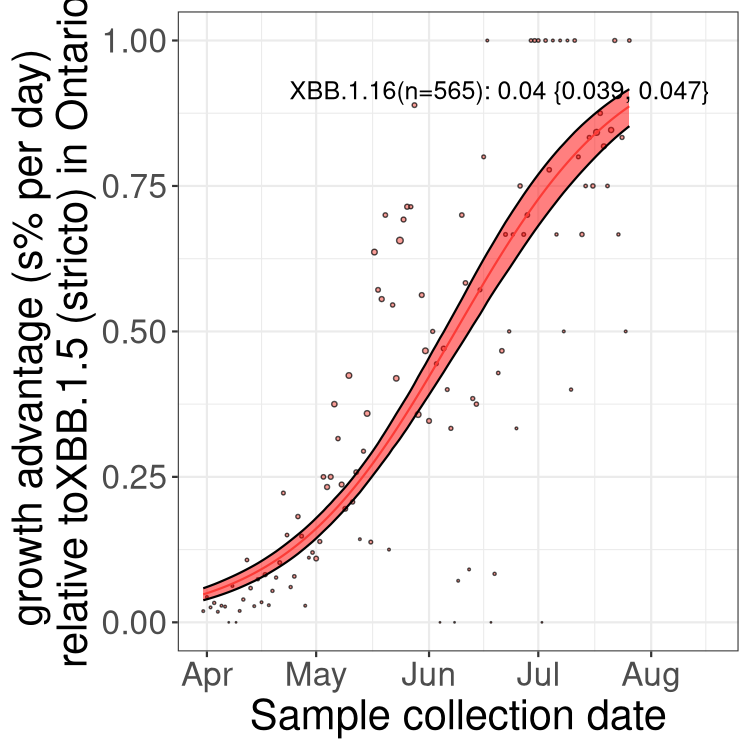 growth advantage (s% per day)
relative toXBB.1.5 (stricto) in Ontario
1.00
0.75
0.50
0.25
0.00
XBB.1.16(n=565): 0.04 {0.039, 0.047}
Apr May Jun Jul Aug
Sample collection date